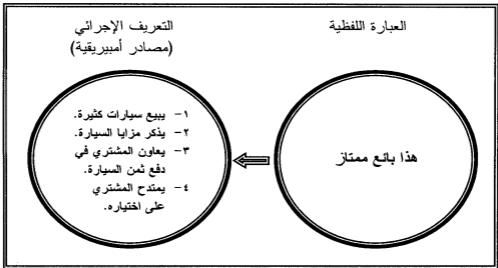 العبارة اللفظية
التعريف الإجرائي
(مصادر أمبيريقية)
هذا بائع ممتاز
١- يبيع سيارات كثيرة.
٢- يذكر مزايا السيارة.
٣- يعاون المشتري في
دفع ثمن السيارة.
٤- يمتدح المشتري
على اختياره.